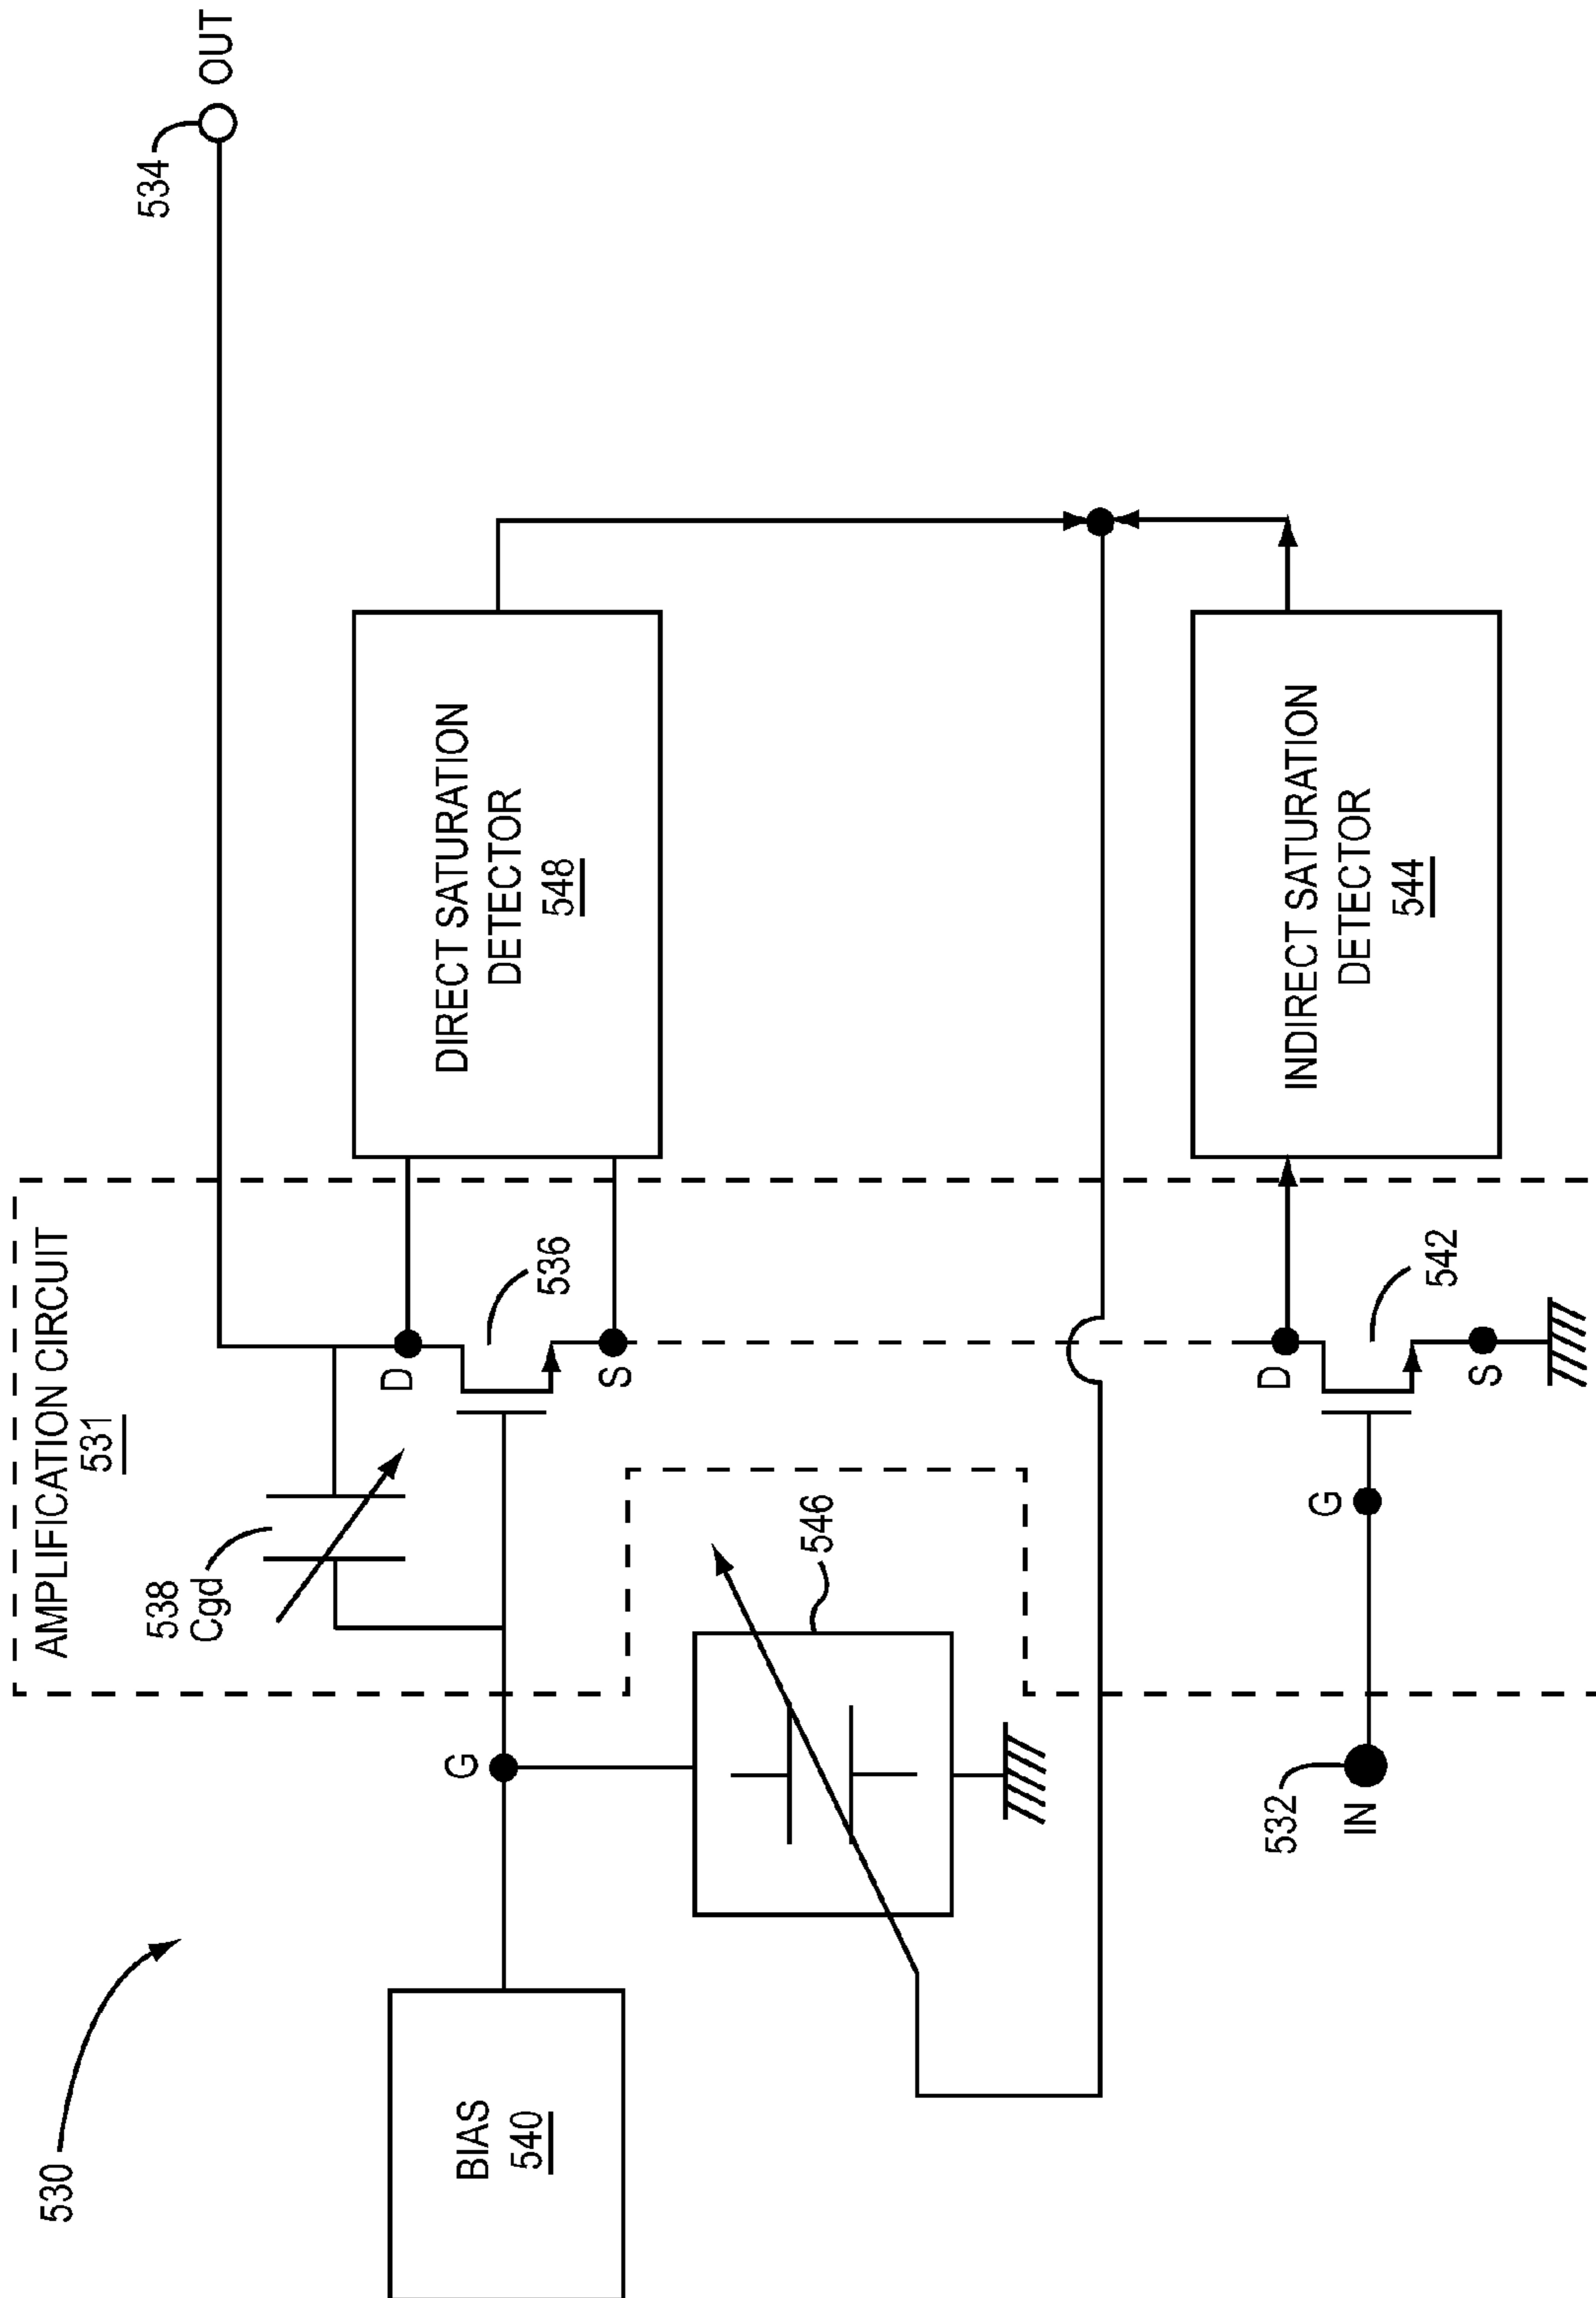 530
AMPLIFICATION CIRCUIT
531
534
OUT
538
Cgd
D
536
DIRECT SATURATION
DETECTOR
548
BIAS
540
G
S
546
532
IN
G
D
542
S
INDIRECT SATURATION
DETECTOR
544